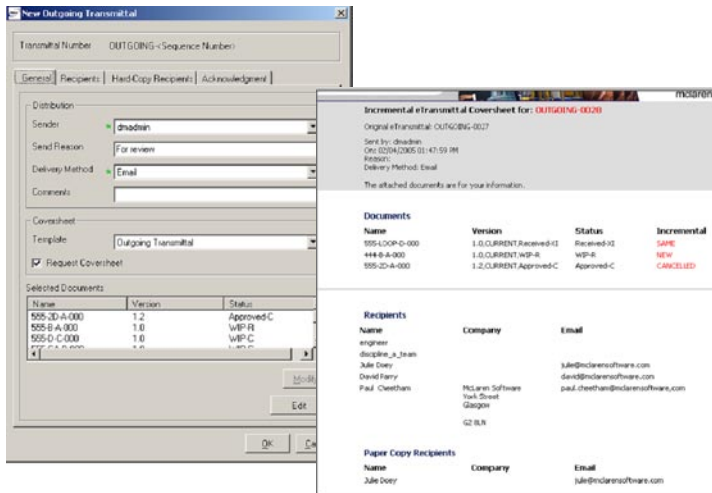 New Outgoing Transmittal
Transmittal Number OUTGOING-<Sequence Number>
General Recipients Hard-Copy Recipients Acknowledgment
Distribution
Sender dmadmin
Send Reason For review
Delivery Method Email
Comments
Coversheet
Template Outgoing Transmittal
Request Coversheet
Selected Documents
Name Version Status
555-2D-A-000 1.2 Approved-C
555-B-A-000 1.0 WIP-R
555-D-C-000 1.0 WIP-C
Edit
OK
mclaren
Incremental eTransmittal Coversheet for: OUTGOING-0028
Original eTransmittal: OUTGOING-0027
Sent by: dmadmin
On: 02/04/2005 01:47:59 PM
Reason:
Delivery Method: Email
The attached documents are for your information.
Documents
Name Version Status Incremental
555-LOOP-D-000 1.0,CURRENT,Received-XI Received-XI SAME
444-B-A-000 1.0,CURRENT,WIP-R WIP-R NEW
555-2D-A-000 1.2,CURRENT,Approved-C Approved-C CANCELLED
Recipients
Name Company Email
engineer
discipline_a_team
Julie Doey julie@mclarensoftware.com
David Parry david@mclarensoftware.com
Paul Cheetham McLaren Software paul.cheetham@mclarensoftware.com
York Street
Glasgow
G2 8LN
Paper Copy Recipients
Name Company Email
Julie Doey julie@mclarensoftware.com